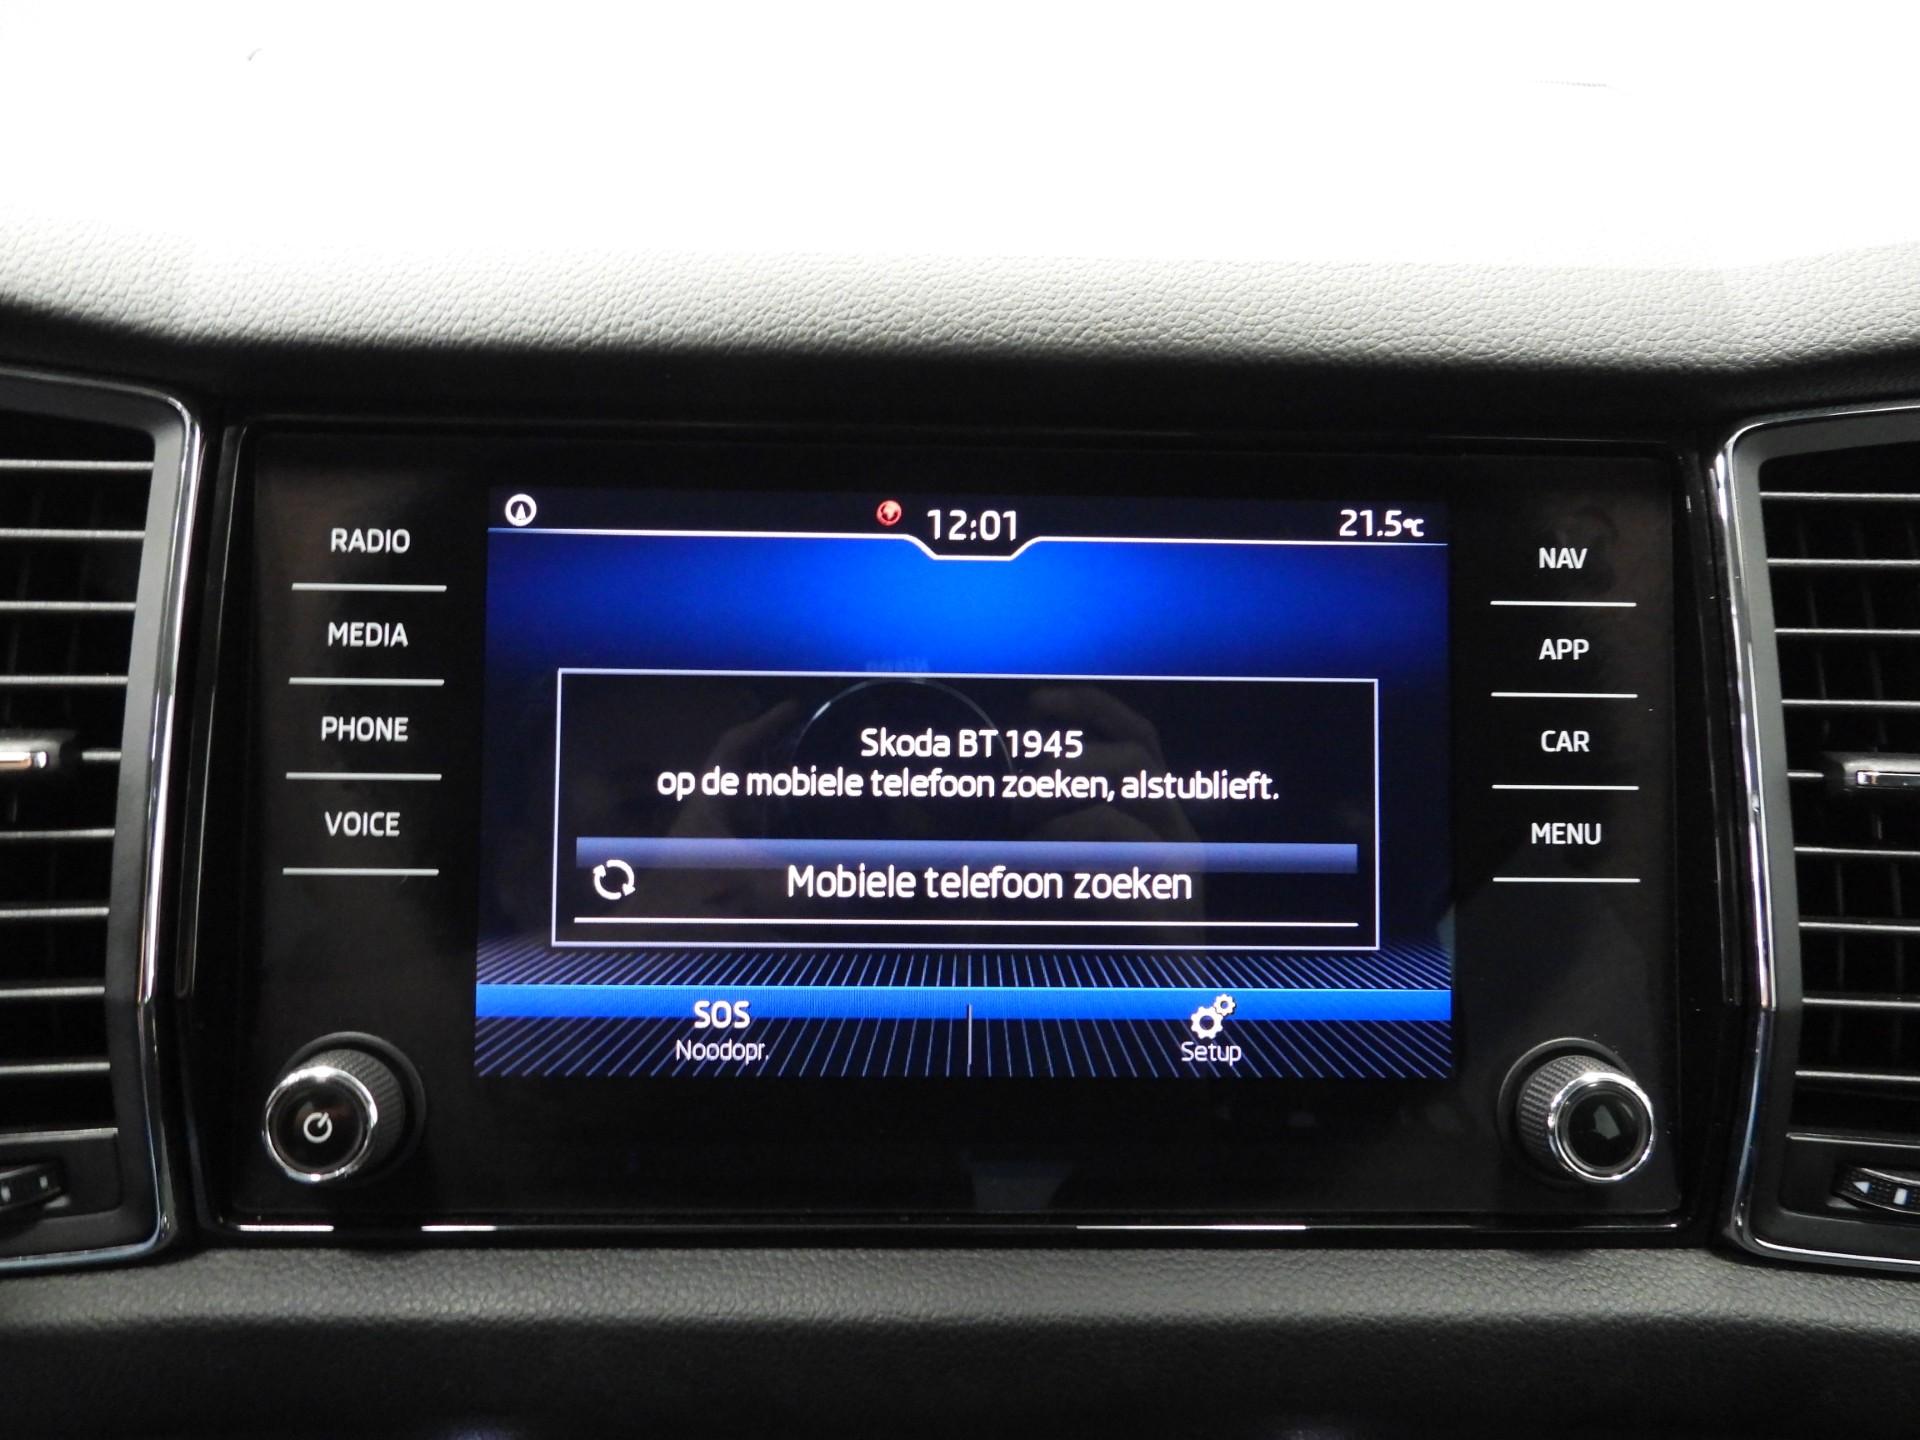 12:01
21.5°C
RADIO
MEDIA
PHONE
VOICE
NAV
APP
CAR
MENU
Skoda BT 1945
op de mobiele telefoon zoeken, alstublieft.
Mobiele telefoon zoeken
SOS
Noodopr.
Setup